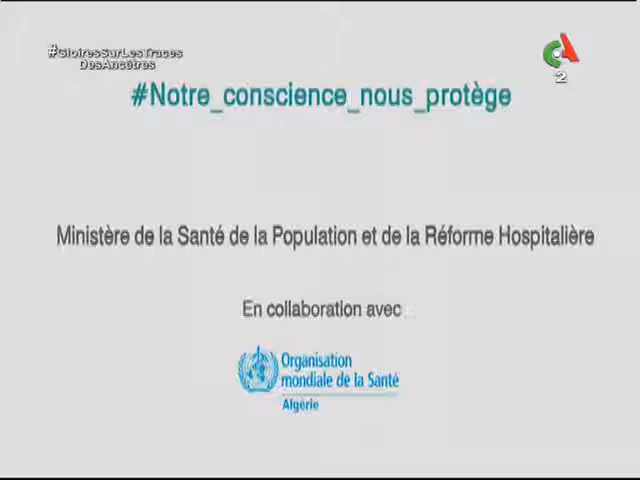 #GloiresSurLesTraces
DesAncêtres
2
#Notre_conscience_nous_protège
Ministère de la Santé de la Population et de la Réforme Hospitalière
En collaboration avec
Organisation
mondiale de la Santé
Algérie